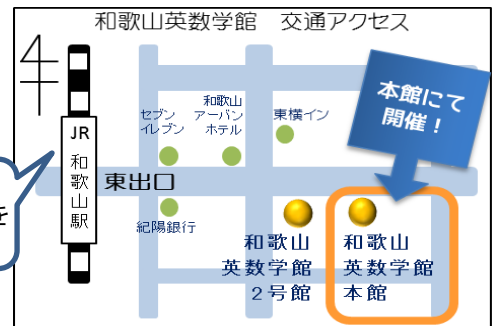 和歌山英数学館　交通アクセス
本館にて
開催！
セブン
イレブン
和歌山
アーバン
ホテル
東横イン
JR
和
歌
山
駅
東出口
を
紀陽銀行
和歌山
英数学館
２号館
和歌山
英数学館
本館